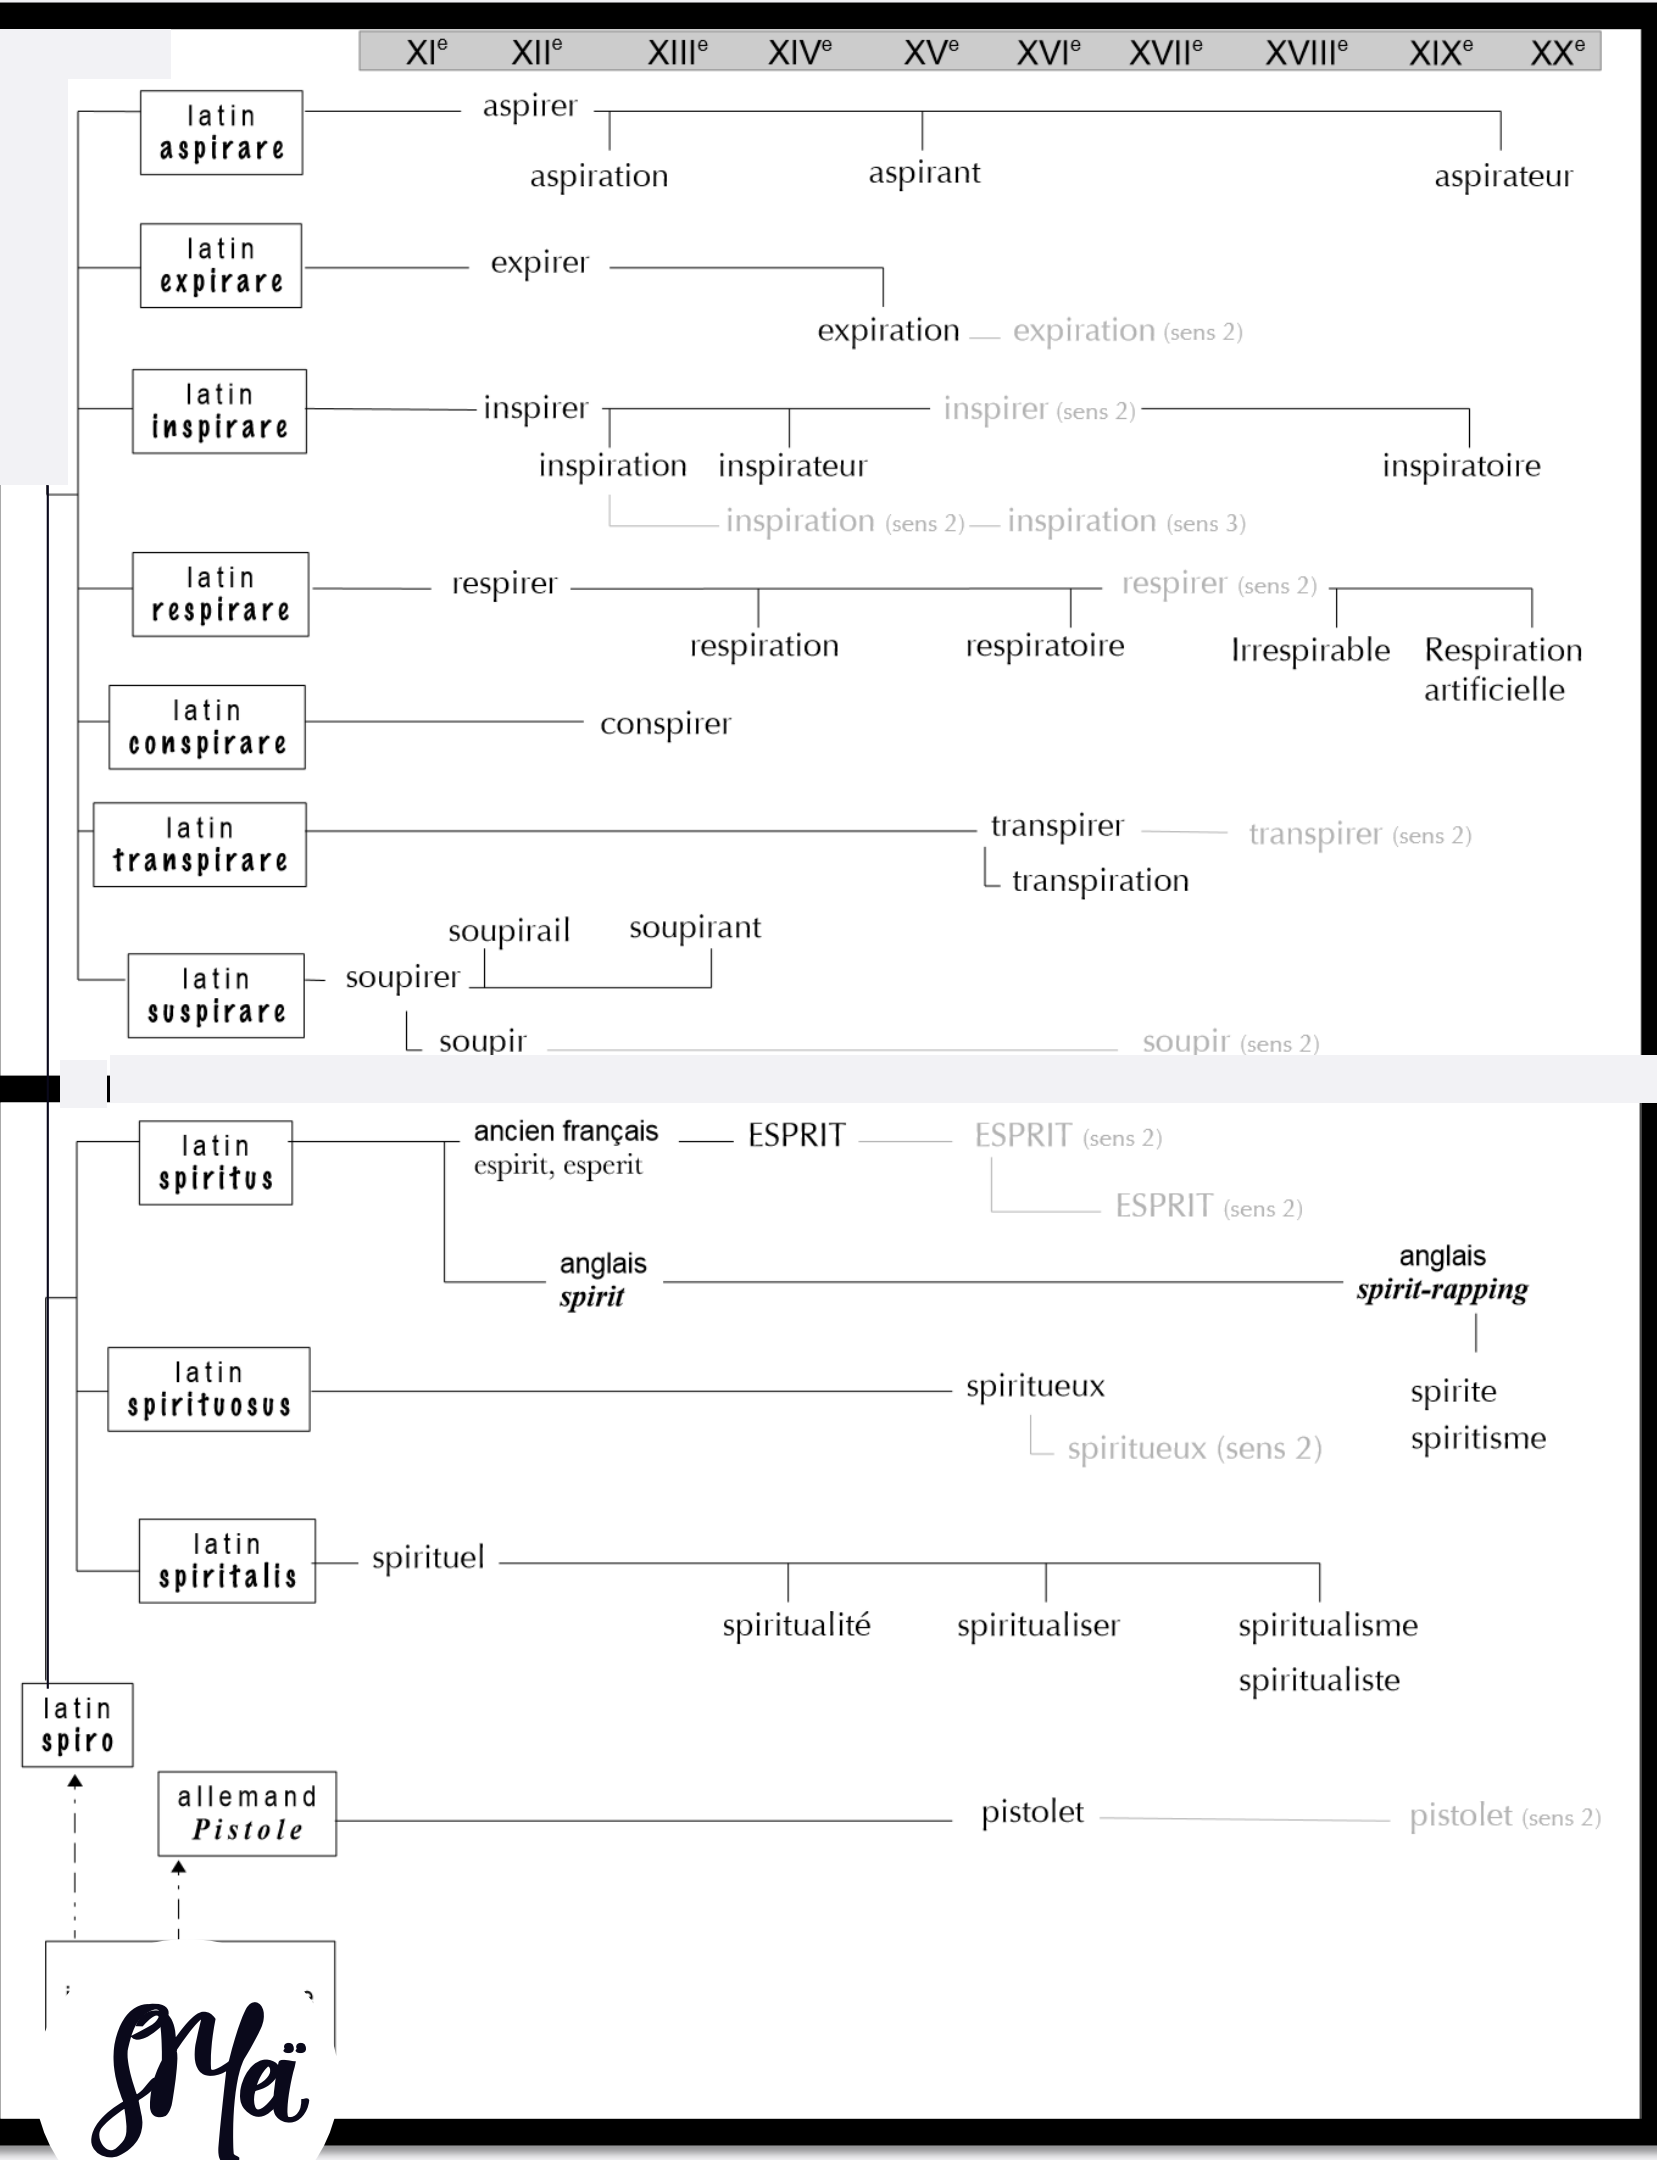 XIe XIIe XIIIe XIVe XVe XVIe XVIIe XVIIIe XIXe XXe
latin
aspirare
aspirer
aspiration
aspirant
aspirateur
latin
expirare
expirer
expiration
expiration (sens 2)
latin
inspirare
inspirer
inspirer (sens 2)
inspiration
inspirateur
inspiratoire
inspiration (sens 2)
inspiration (sens 3)
latin
respirare
respirer
respirer (sens 2)
respiration
respiratoire
Irrespirable
Respiration
artificielle
latin
conspirare
conspirer
latin
transpirare
transpirer
transpirer (sens 2)
transpiration
soupirail
soupirant
latin
suspirare
soupirer
soupir
soupir (sens 2)
latin
spiritus
ancien français
espirit, esperit
ESPRIT
ESPRIT (sens 2)
ESPRIT (sens 2)
anglais
spirit
anglais
spirit-rapping
spirite
spiritisme
latin
spirituosus
spiritueux
spiritueux (sens 2)
latin
spiritalis
spirituel
spiritualité
spiritualiser
spiritualisme
spiritualiste
latin
spiro
allemand
Pistole
pistolet
pistolet (sens 2)